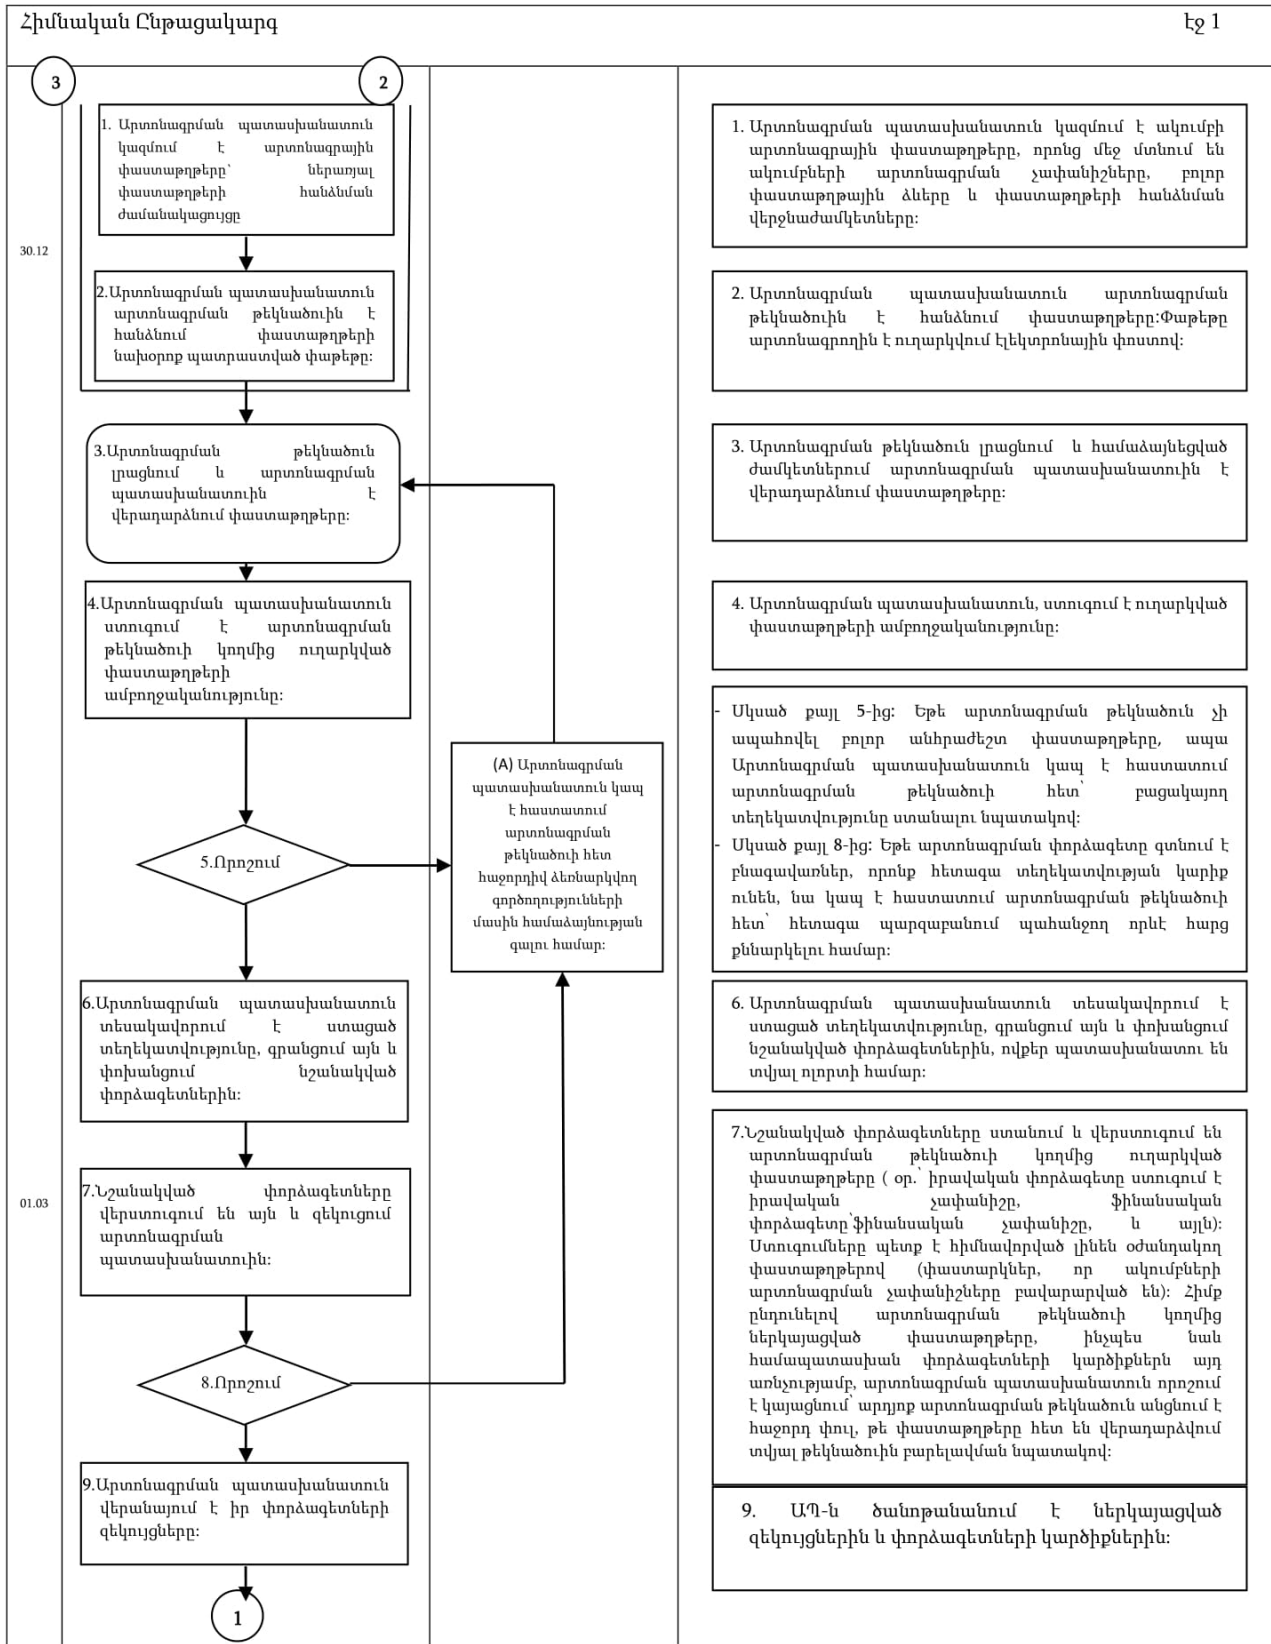 Հիմնական Ընթացակարգ
էջ 1
3
2
1. Արտոնագրման պատասխանատուն
կազմում է արտոնագրային
փաստաթղթերը՝ ներառյալ
փաստաթղթերի հանձնման
ժամանակացույցը
30.12
2.Արտոնագրման պատասխանատուն
արտոնագրման թեկնածուին է
հանձնում փաստաթղթերի
նախօրոք պատրաստված փաթեթը։
3.Արտոնագրման թեկնածուն
լրացնում և արտոնագրման
պատասխանատուին է
վերադարձնում փաստաթղթերը։
4.Արտոնագրման պատասխանատուն
ստուգում է արտոնագրման
թեկնածուի կողմից ուղարկված
փաստաթղթերի
ամբողջականությունը։
5.Որոշում
(A) Արտոնագրման
պատասխանատուն կապ
է հաստատում
արտոնագրման
թեկնածուի հետ
հաջորդիվ ձեռնարկվող
գործողությունների
մասին համաձայնության
գալու համար։
6.Արտոնագրման պատասխանատուն
տեսակավորում է ստացած
տեղեկատվությունը, գրանցում այն և
փոխանցում նշանակված
փորձագետներին։
01.03
7.Նշանակված փորձագետները
վերստուգում են այն և զեկուցում
արտոնագրման
պատասխանատուին։
8.Որոշում
9.Արտոնագրման պատասխանատուն
վերանայում է իր փորձագետների
զեկույցները։
1
1. Արտոնագրման պատասխանատուն կազմում է ակումբի
արտոնագրային փաստաթղթերը, որոնց մեջ մտնում են
ակումբների արտոնագրման չափանիշները, բոլոր
փաստաթղթային ձևերը և փաստաթղթերի հանձնման
վերջնաժամկետները։
2. Արտոնագրման պատասխանատուն արտոնագրման
թեկնածուին է հանձնում փաստաթղթերը:Փաթեթը
արտոնագրողին է ուղարկվում էլեկտրոնային փոստով։
3. Արտոնագրման թեկնածուն լրացնում և համաձայնեցված
ժամկետներում արտոնագրման պատասխանատուին է
վերադարձնում փաստաթղթերը։
4. Արտոնագրման պատասխանատուն, ստուգում է ուղարկված
փաստաթղթերի ամբողջականությունը։
- Սկսած քայլ 5-ից: Եթե արտոնագրման թեկնածուն չի
ապահովել բոլոր անհրաժեշտ փաստաթղթերը, ապա
Արտոնագրման պատասխանատուն կապ է հաստատում
արտոնագրման թեկնածուի հետ՝ բացակայող
տեղեկատվությունը ստանալու նպատակով։
- Սկսած քայլ 8-ից: Եթե արտոնագրման փորձագետը գտնում է
բնագավառներ, որոնք հետագա տեղեկատվության կարիք
ունեն, նա կապ է հաստատում արտոնագրման թեկնածուի
հետ՝ հետագա պարզաբանում պահանջող որևէ հարց
քննարկելու համար։
6. Արտոնագրման պատասխանատուն տեսակավորում է
ստացած տեղեկատվությունը, գրանցում այն և փոխանցում
նշանակված փորձագետներին, ովքեր պատասխանատու են
տվյալ ոլորտի համար։
7.Նշանակված փորձագետները ստանում և վերստուգում են
արտոնագրման թեկնածուի կողմից ուղարկված
փաստաթղթերը ( օր.՝ իրավական փորձագետը ստուգում է
իրավական չափանիշը, ֆինանսական
փորձագետը՝ֆինանսական չափանիշը, և այլն)։
Ստուգումները պետք է հիմնավորված լինեն օժանդակող
փաստաթղթերով (փաստարկներ, որ ակումբների
արտոնագրման չափանիշները բավարարված են)։ Հիմք
ընդունելով արտոնագրման թեկնածուի կողմից
ներկայացված փաստաթղթերը, ինչպես նաև
համապատասխան փորձագետների կարծիքներն այդ
առնչությամբ, արտոնագրման պատասխանատուն որոշում
է կայացնում՝ արդյոք արտոնագրման թեկնածուն անցնում է
հաջորդ փուլ, թե փաստաթղթերը հետ են վերադարձվում
տվյալ թեկնածուին բարելավման նպատակով։
9. ԱՊ-ն ծանոթանանում է ներկայացված
զեկույցներին և փորձագետների կարծիքներին։